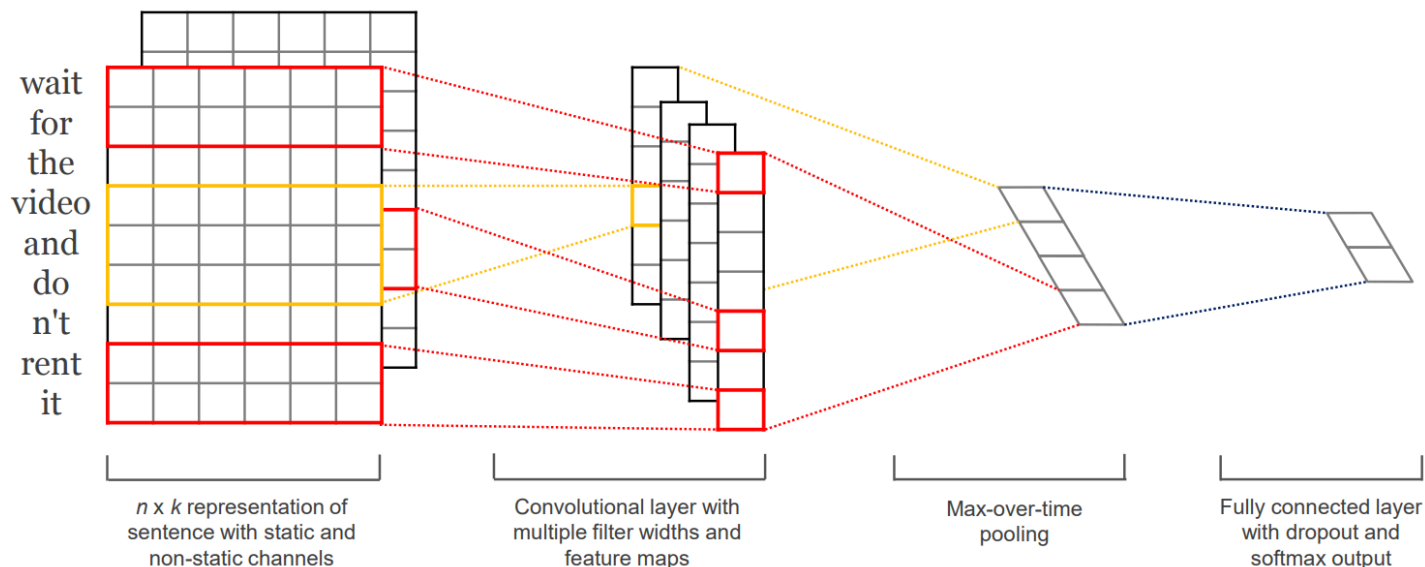 wait
for
the
video
and
do
n't
rent
it
n x k representation of
sentence with static and
non-static channels
Convolutional layer with
multiple filter widths and
feature maps
Max-over-time
pooling
Fully connected layer
with dropout and
softmax output